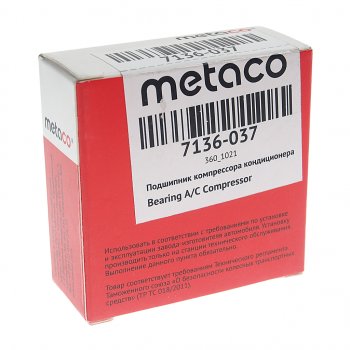 metaco
metaco
7136-037
360_1021
Подшипник компрессора кондиционера
Bearing A/C Compressor
Использовать в соответствии с требованиями по установке
и эксплуатации завода изготовителя автомобиля. Установку
производить только на станции технического обслуживания.
Выполнение данного пункта обязательно.
Товар соответствует требованиям Технического регламента
Таможенного союза «О безопасности колесных транспортных
средств» (ТР ТС 018/2011).